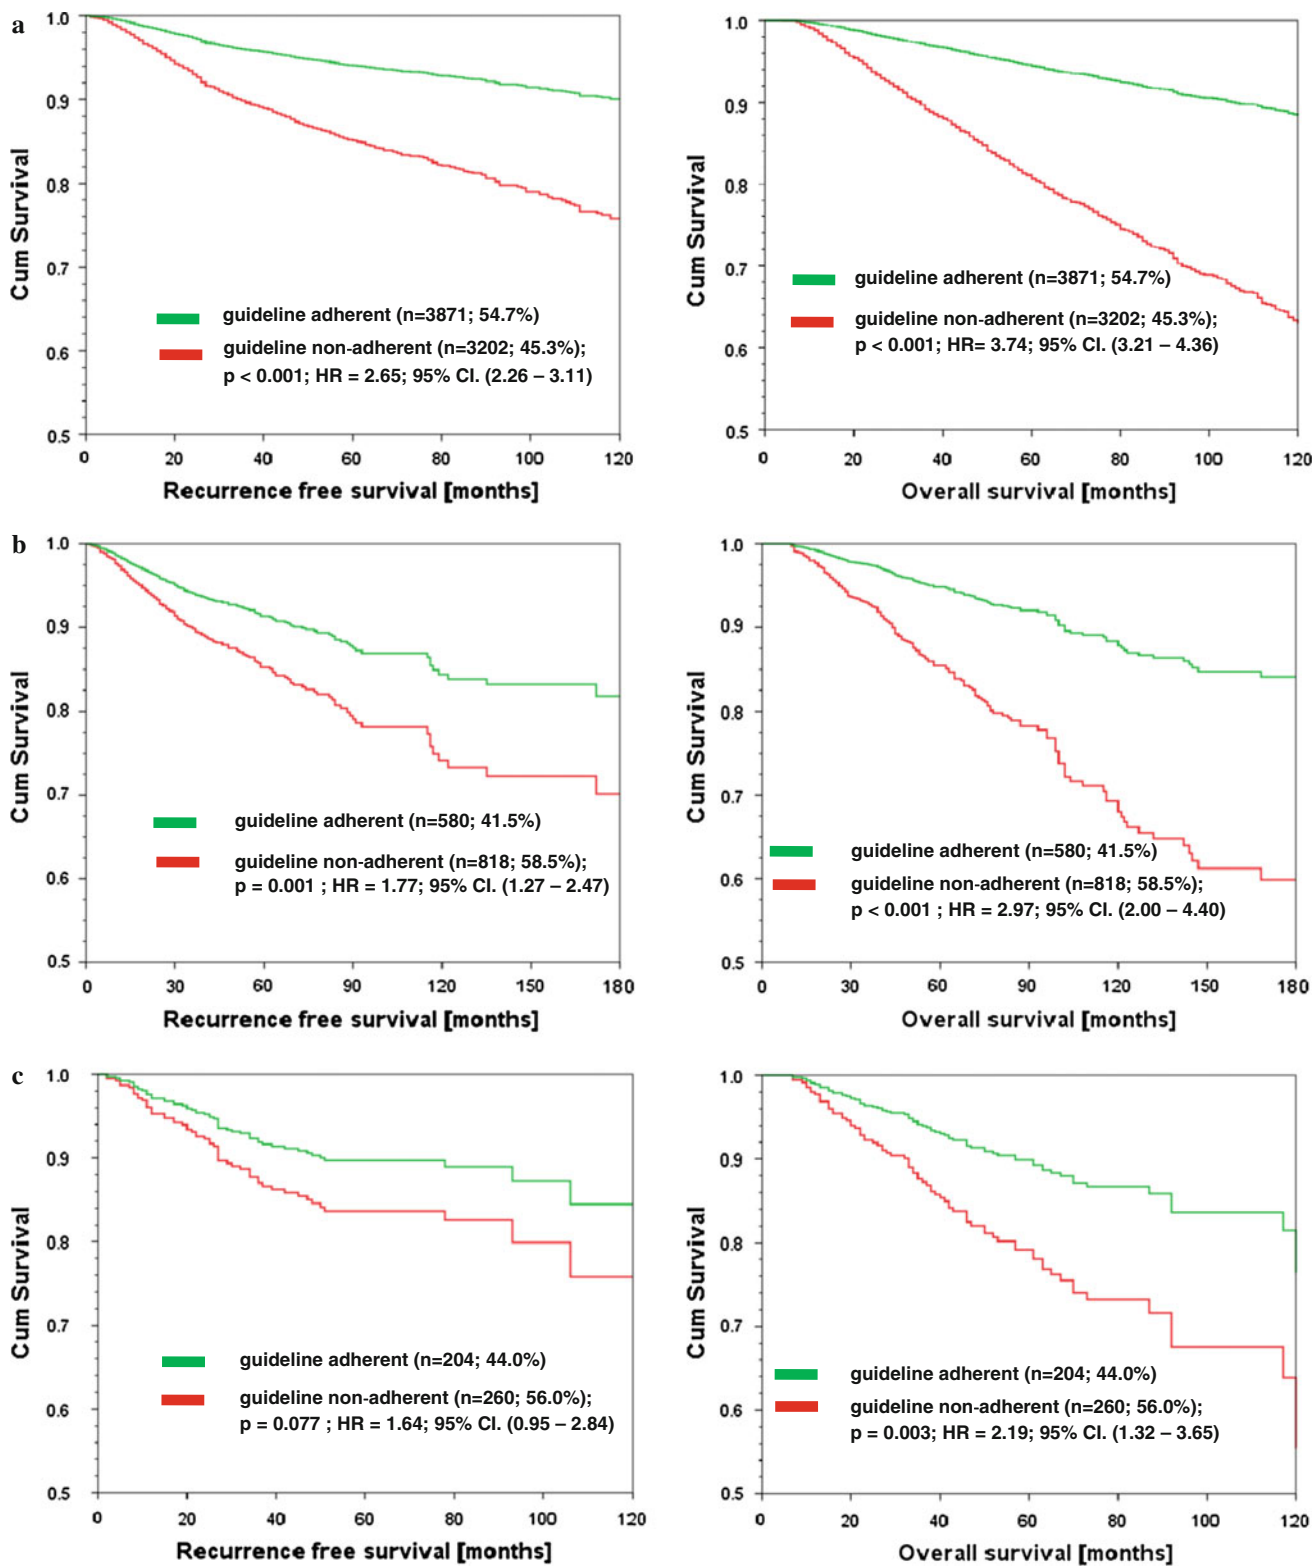 a
1.0
0.9
0.8
0.7
0.6
0.5
Cum Survival
guideline adherent (n=3871; 54.7%)
guideline non-adherent (n=3202; 45.3%);
p < 0.001; HR = 2.65; 95% CI. (2.26 – 3.11)
0 20 40 60 80 100 120
Recurrence free survival [months]
1.0
0.9
0.8
0.7
0.6
0.5
Cum Survival
guideline adherent (n=3871; 54.7%)
guideline non-adherent (n=3202; 45.3%);
p < 0.001; HR= 3.74; 95% CI. (3.21 – 4.36)
0 20 40 60 80 100 120
Overall survival [months]
b
1.0
0.9
0.8
0.7
0.6
0.5
Cum Survival
guideline adherent (n=580; 41.5%)
guideline non-adherent (n=818; 58.5%);
p = 0.001 ; HR = 1.77; 95% CI. (1.27 – 2.47)
0 30 60 90 120 150 180
Recurrence free survival [months]
1.0
0.9
0.8
0.7
0.6
0.5
Cum Survival
guideline adherent (n=580; 41.5%)
guideline non-adherent (n=818; 58.5%);
p < 0.001 ; HR = 2.97; 95% CI. (2.00 – 4.40)
0 30 60 90 120 150 180
Overall survival [months]
c
1.0
0.9
0.8
0.7
0.6
0.5
Cum Survival
guideline adherent (n=204; 44.0%)
guideline non-adherent (n=260; 56.0%);
p = 0.077 ; HR = 1.64; 95% CI. (0.95 – 2.84)
0 20 40 60 80 100 120
Recurrence free survival [months]
1.0
0.9
0.8
0.7
0.6
0.5
Cum Survival
guideline adherent (n=204; 44.0%)
guideline non-adherent (n=260; 56.0%);
p = 0.003; HR = 2.19; 95% CI. (1.32 – 3.65)
0 20 40 60 80 100 120
Overall survival [months]